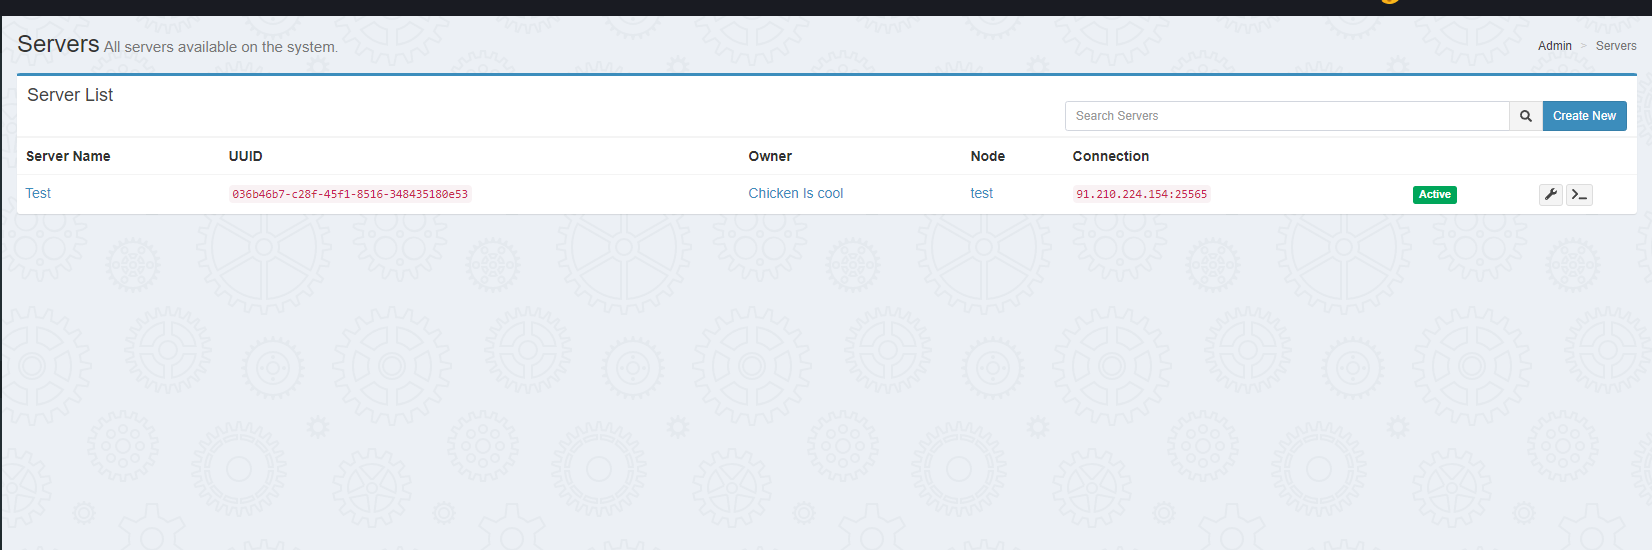 Servers All servers available on the system.
Admin > Servers
Server List
Search Servers
Create New
Server Name UUID Owner Node Connection
Test 036b46b7-c28f-45f1-8516-348435180e53 Chicken Is cool test 91.210.224.154:25565 Active